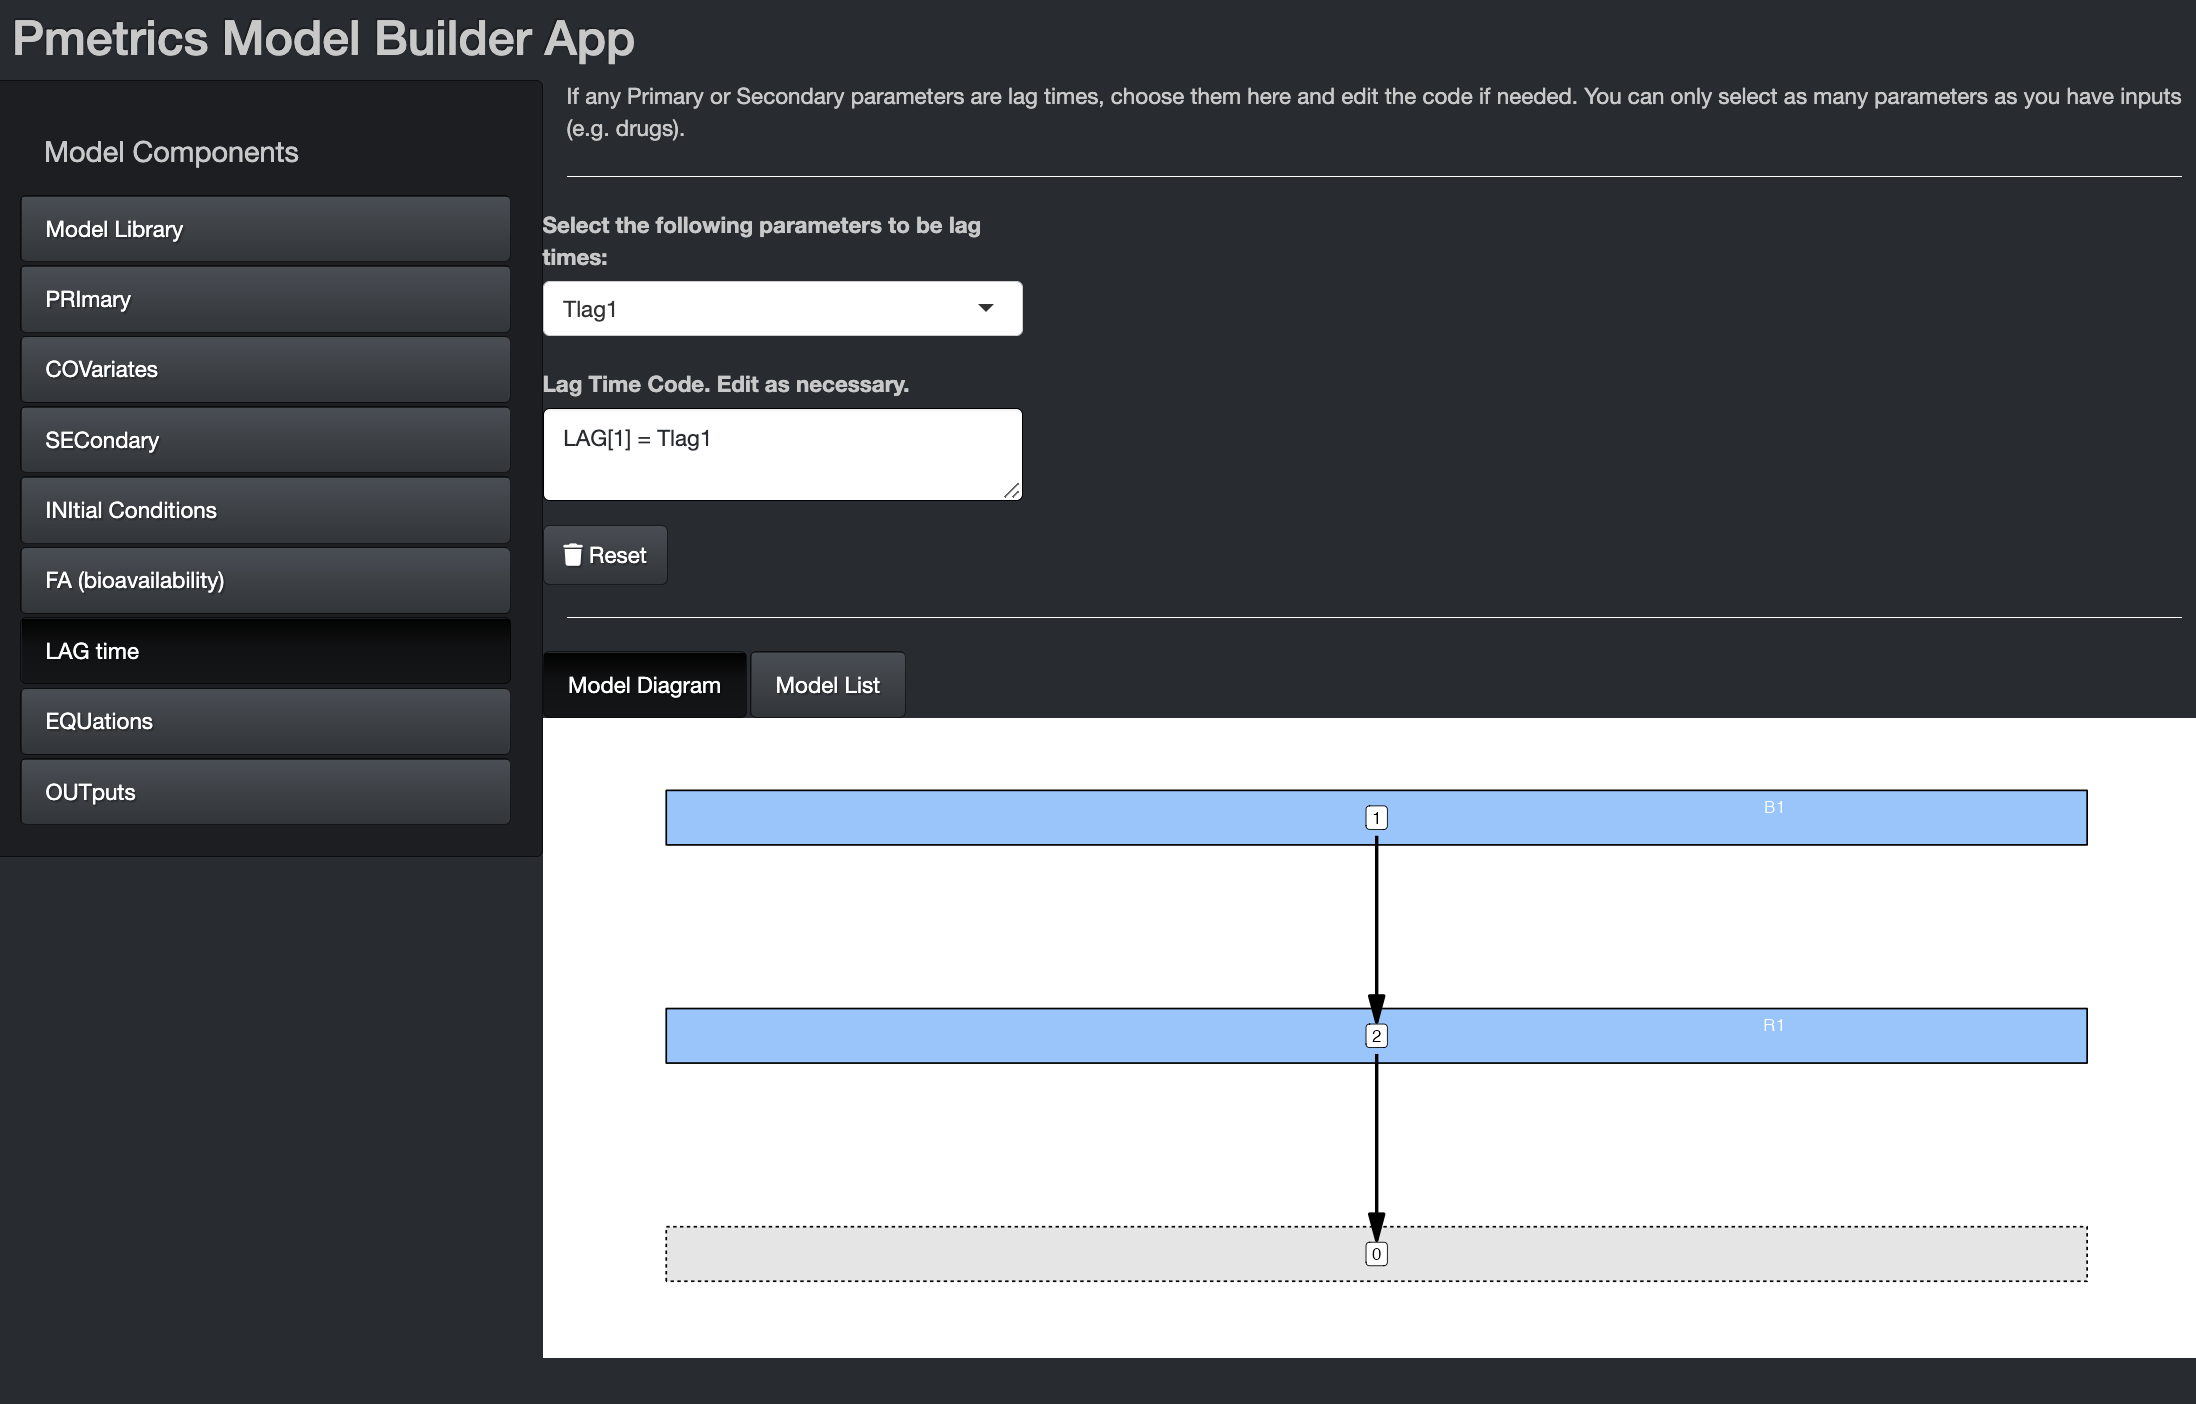 Pmetrics Model Builder App
If any Primary or Secondary parameters are lag times, choose them here and edit the code if needed. You can only select as many parameters as you have inputs
(e.g. drugs).
Model Components
Model Library
PRImary
COVariates
SECondary
INItial Conditions
FA (bioavailability)
LAG time
EQUations
OUTputs
Select the following parameters to be lag
times:
Tlag1
Lag Time Code. Edit as necessary.
LAG[1] = Tlag1
Reset
Model Diagram
Model List
1
B1
2
R1
0